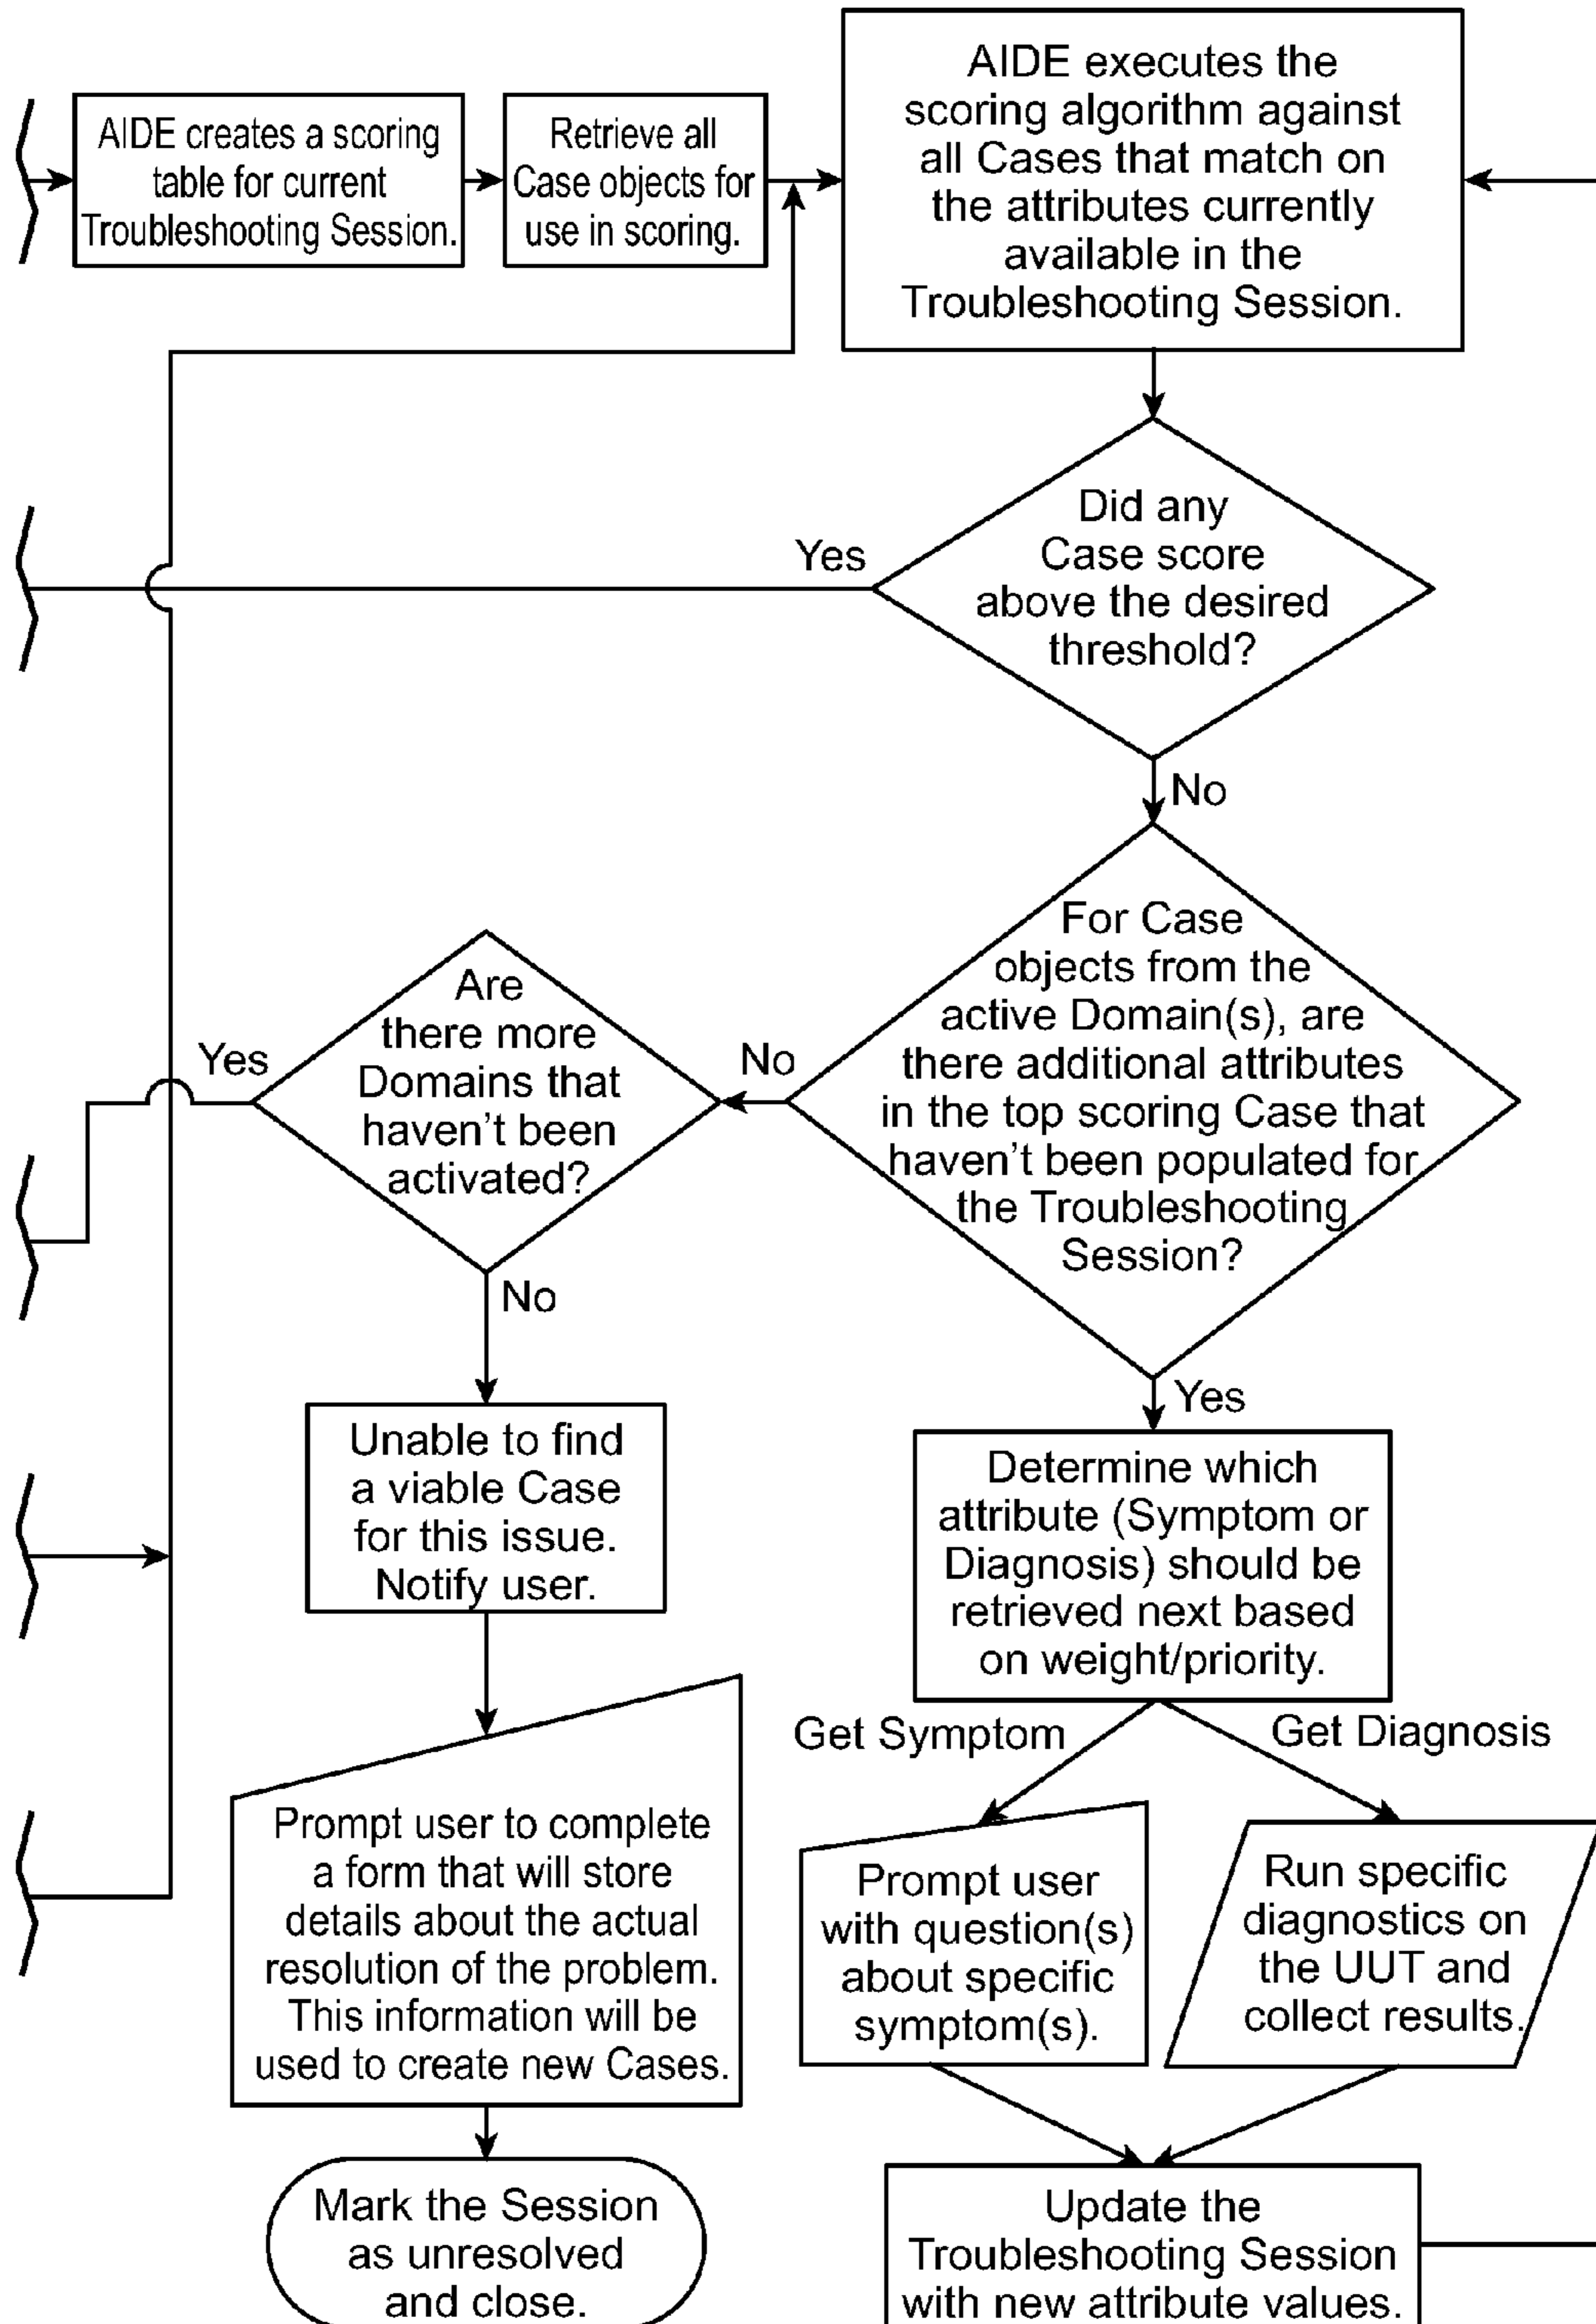 AIDE creates a scoring
table for current
Troubleshooting Session.
Retrieve all
Case objects for
use in scoring.
AIDE executes the
scoring algorithm against
all Cases that match on
the attributes currently
available in the
Troubleshooting Session.
Did any
Case score
above the desired
threshold?
Yes
No
For Case
objects from the
active Domain(s), are
there additional attributes
in the top scoring Case that
haven't been populated for
the Troubleshooting
Session?
No
Yes
Are
there more
Domains that
haven't been
activated?
Yes
No
Unable to find
a viable Case
for this issue.
Notify user.
Prompt user to complete
a form that will store
details about the actual
resolution of the problem.
This information will be
used to create new Cases.
Mark the Session
as unresolved
and close.
Determine which
attribute (Symptom or
Diagnosis) should be
retrieved next based
on weight/priority.
Get Symptom
Get Diagnosis
Prompt user
with question(s)
about specific
symptom(s).
Run specific
diagnostics on
the UUT and
collect results.
Update the
Troubleshooting Session
with new attribute values.